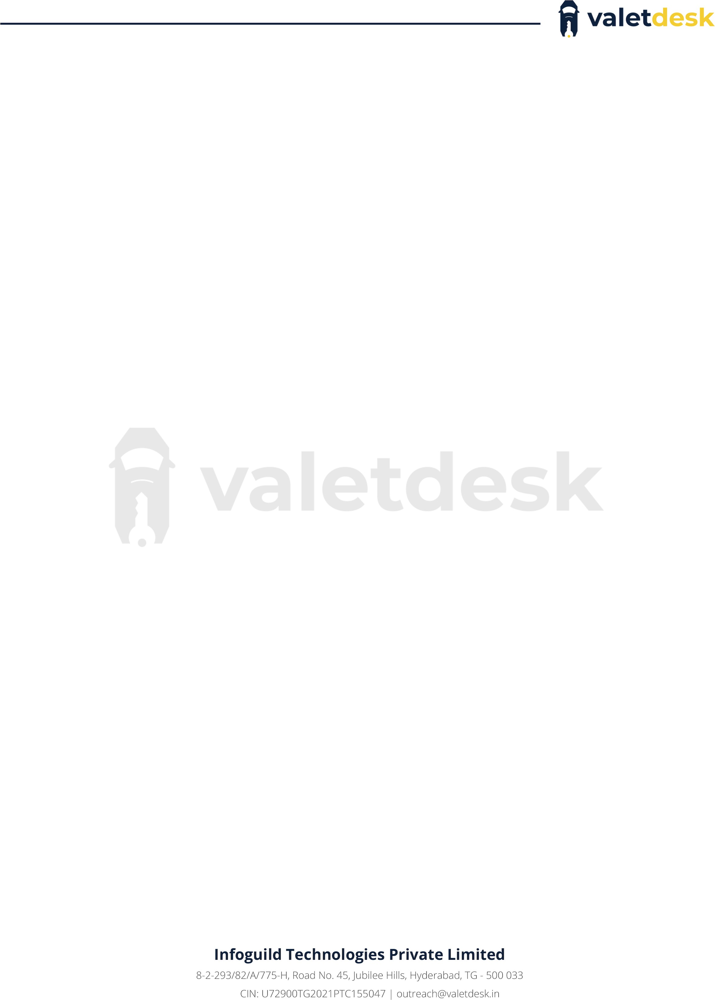 valetdesk
valetdesk
Infoguild Technologies Private Limited
8-2-293/82/A/775-H, Road No. 45, Jubilee Hills, Hyderabad, TG - 500 033
CIN: U72900TG2021PTC155047 | outreach@valetdesk.in